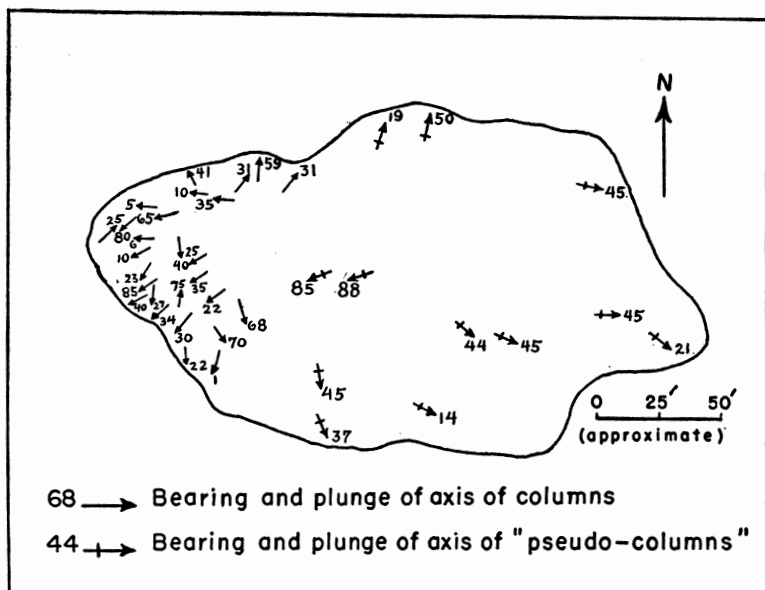 N
19 50
41 31 59 31
10 35
5 65
25
80 6
10 40 25
23 75 35
85
40 27 22
34 30 68
70
22 1
85 88
45
45
44 45 21
45
14
37
0 25' 50'
(approximate)
68 Bearing and plunge of axis of columns
44 Bearing and plunge of axis of "pseudo-columns"